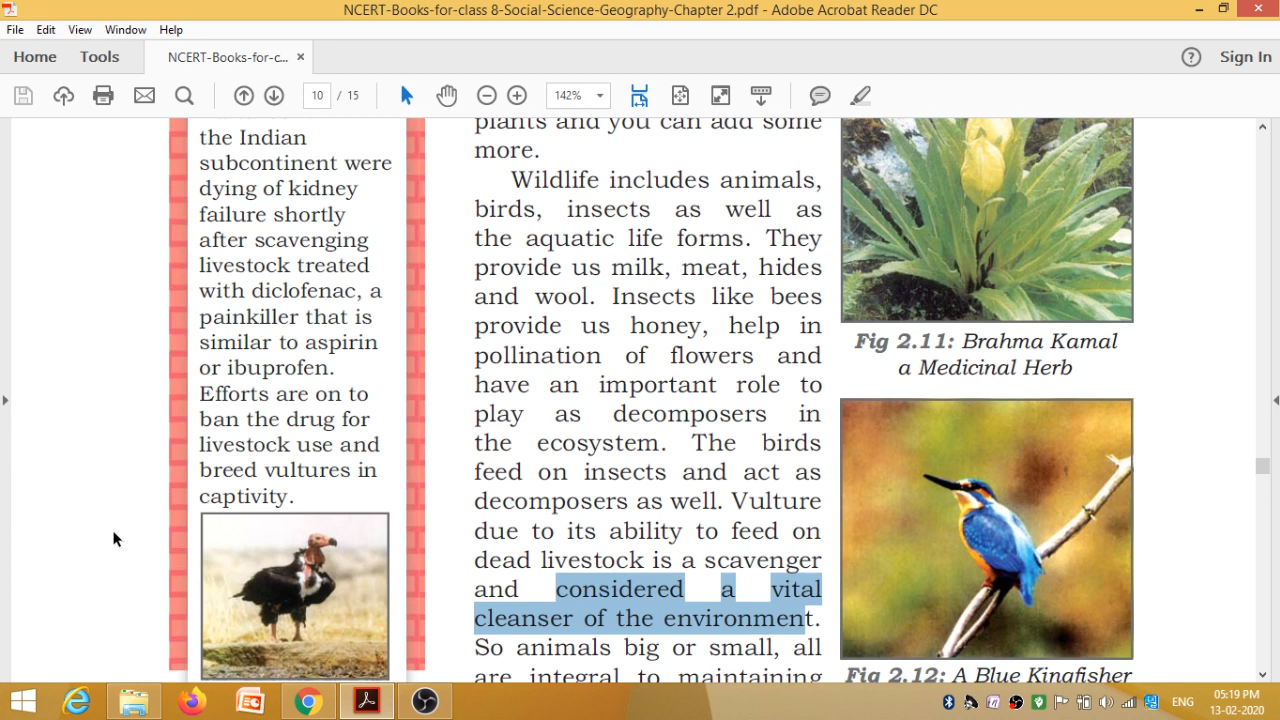 NCERT-Books-for-class 8-Social-Science-Geography-Chapter 2.pdf - Adobe Acrobat Reader DC
File Edit View Window Help
Home Tools NCERT-Books-for-c... × Sign In
10 / 15 142%
the Indian
subcontinent were
dying of kidney
failure shortly
after scavenging
livestock treated
with diclofenac, a
painkiller that is
similar to aspirin
or ibuprofen.
Efforts are on to
ban the drug for
livestock use and
breed vultures in
captivity.
plants and you can add some
more.
Wildlife includes animals,
birds, insects as well as
the aquatic life forms. They
provide us milk, meat, hides
and wool. Insects like bees
provide us honey, help in
pollination of flowers and
have an important role to
play as decomposers in
the ecosystem. The birds
feed on insects and act as
decomposers as well. Vulture
due to its ability to feed on
dead livestock is a scavenger
and considered a vital
cleanser of the environment.
So animals big or small, all
are integral to maintaining
Fig 2.11: Brahma Kamal
a Medicinal Herb
Fig 2.12: A Blue Kingfisher
ENG
05:19 PM
13-02-2020